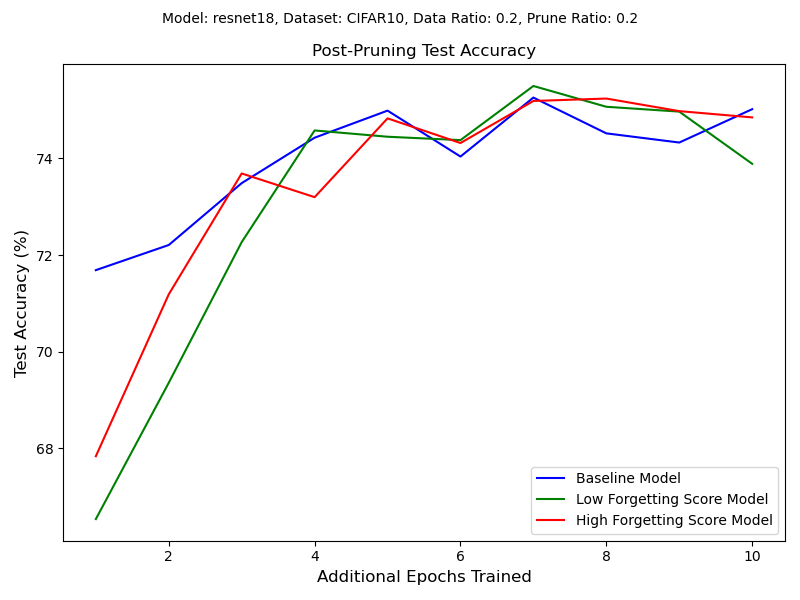 Model: resnet18, Dataset: CIFAR10, Data Ratio: 0.2, Prune Ratio: 0.2
Post-Pruning Test Accuracy
Test Accuracy (%)
74
72
70
68
Baseline Model
Low Forgetting Score Model
High Forgetting Score Model
2
4
6
8
10
Additional Epochs Trained